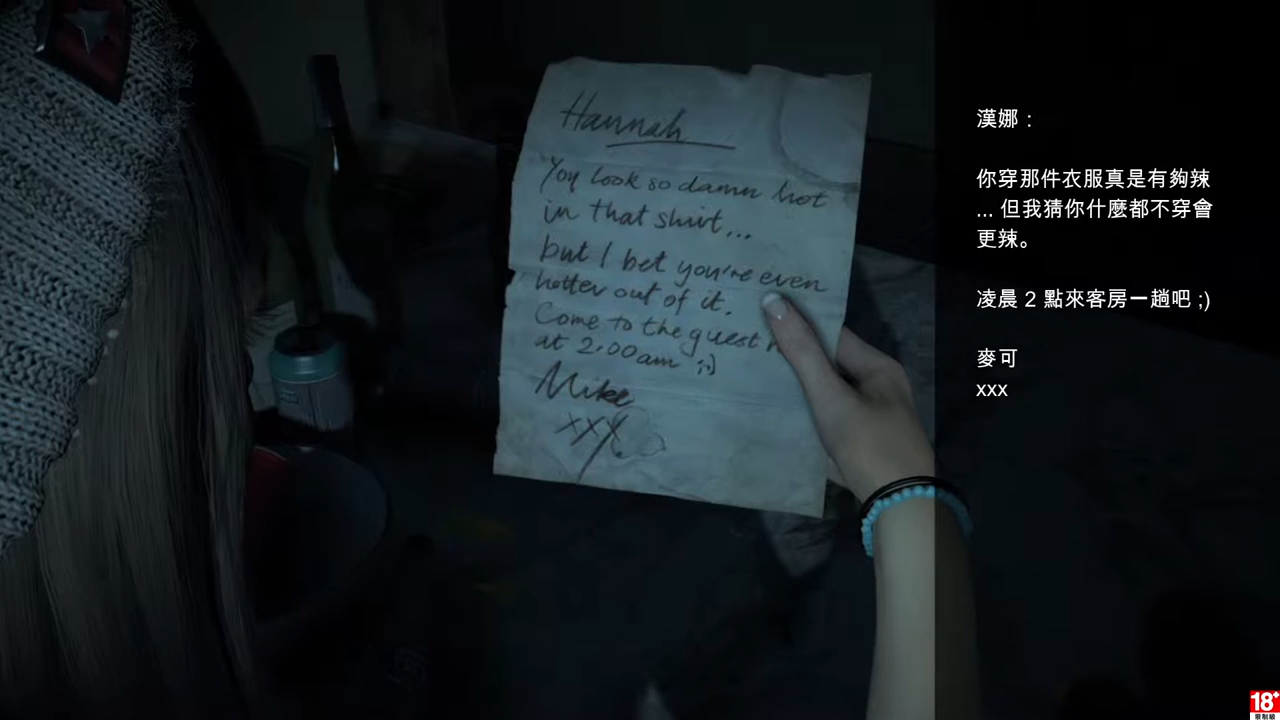 Hannah
You look so damn hot
in that shirt...
but I bet you're even
hotter out of it.
Come to the guest
at 2.00am ;)
Mike
xxx
漢娜：
你穿那件衣服真是有夠辣
... 但我猜你什麼都不穿會
更辣。
凌晨 2 點來客房一趟吧 ;)
麥可
xxx
18+
限制級